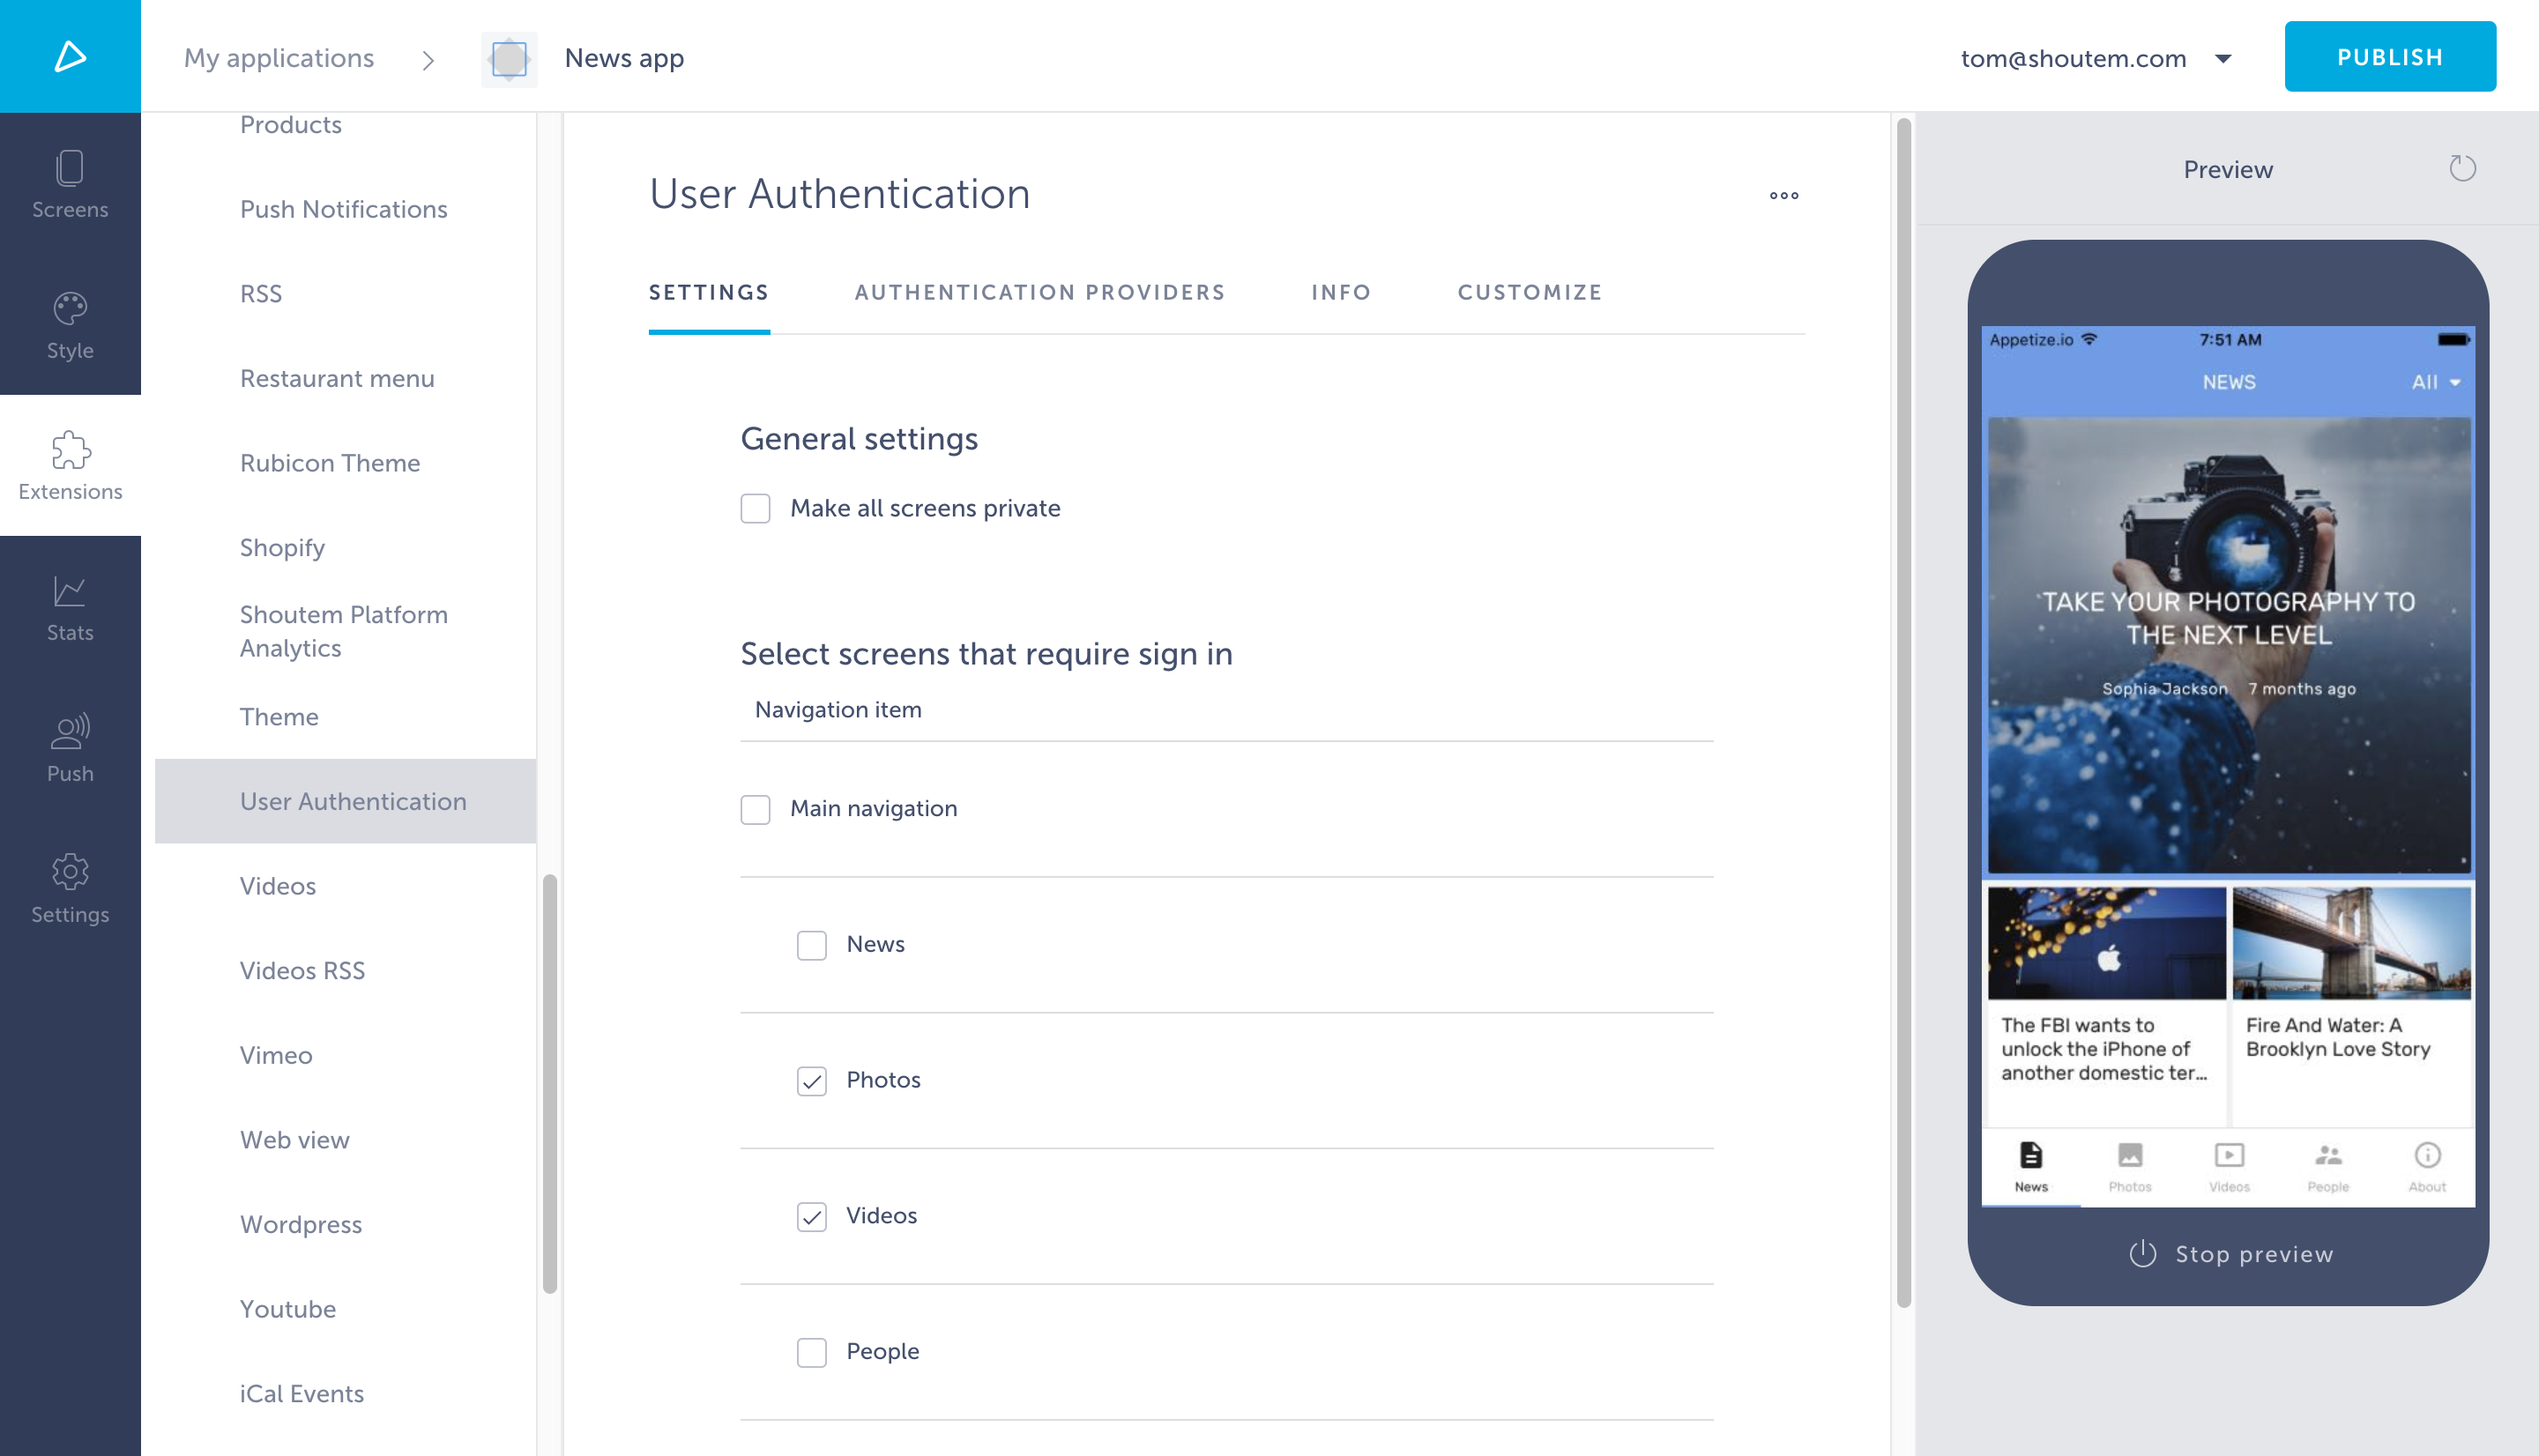 My applications
News app
tom@shoutem.com
PUBLISH
Screens
Style
Extensions
Stats
Push
Settings
Products
Push Notifications
RSS
Restaurant menu
Rubicon Theme
Shopify
Shoutem Platform
Analytics
Theme
User Authentication
Videos
Videos RSS
Vimeo
Web view
Wordpress
Youtube
iCal Events
User Authentication
SETTINGS
AUTHENTICATION PROVIDERS
INFO
CUSTOMIZE
General settings
Make all screens private
Select screens that require sign in
Navigation item
Main navigation
News
Photos
Videos
People
Preview
Appetize.io
7:51 AM
NEWS
All
TAKE YOUR PHOTOGRAPHY TO
THE NEXT LEVEL
Sophia Jackson 7 months ago
The FBI wants to
unlock the iPhone of
another domestic ter...
Fire And Water: A
Brooklyn Love Story
News
Photos
Videos
People
About
Stop preview